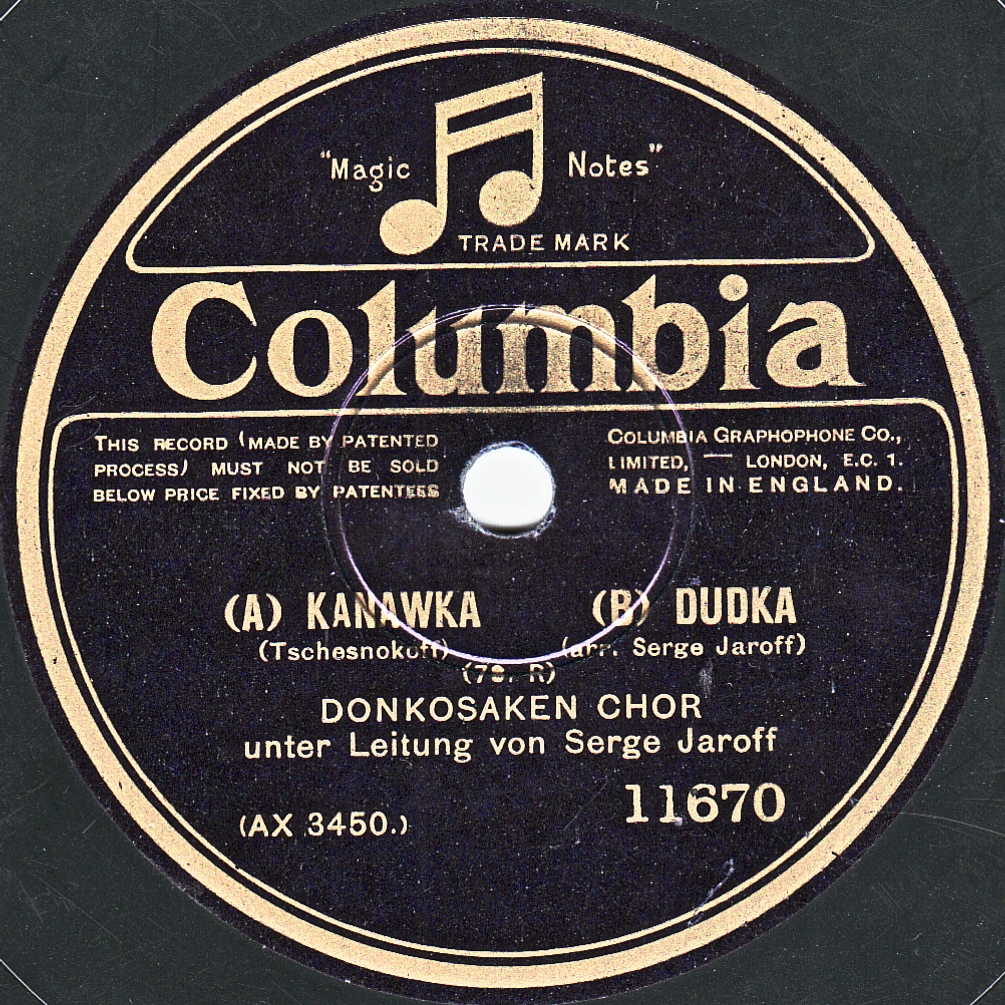 "Magic Notes"
TRADE MARK
Columbia
THIS RECORD (MADE BY PATENTED
PROCESS) MUST NOT BE SOLD
BELOW PRICE FIXED BY PATENTEES
COLUMBIA GRAPHOPHONE CO.,
LIMITED, — LONDON, E.C. 1.
MADE IN ENGLAND.
(A) KANAWKA (B) DUDKA
(Tschesnokoff) (arr. Serge Jaroff)
DONKOSAKEN CHOR
unter Leitung von Serge Jaroff
11670
(AX 3450.)